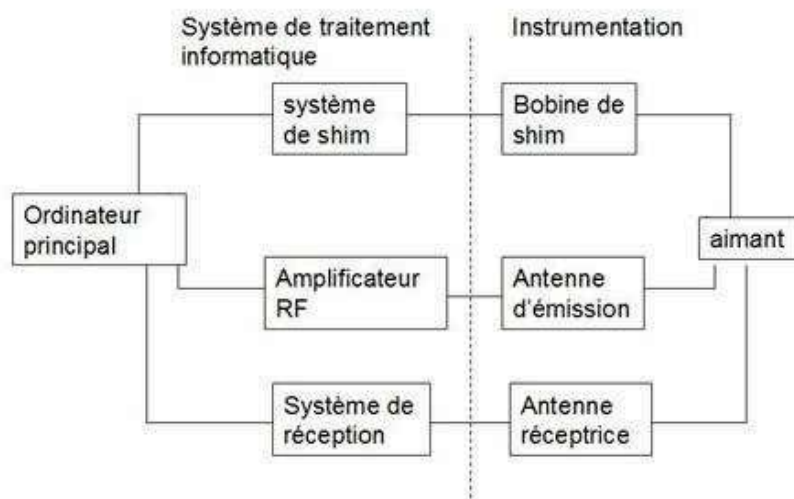 Système de traitement
informatique
Instrumentation
système
de shim
Bobine de
shim
Ordinateur
principal
aimant
Amplificateur
RF
Antenne
d'émission
Système de
réception
Antenne
réceptrice